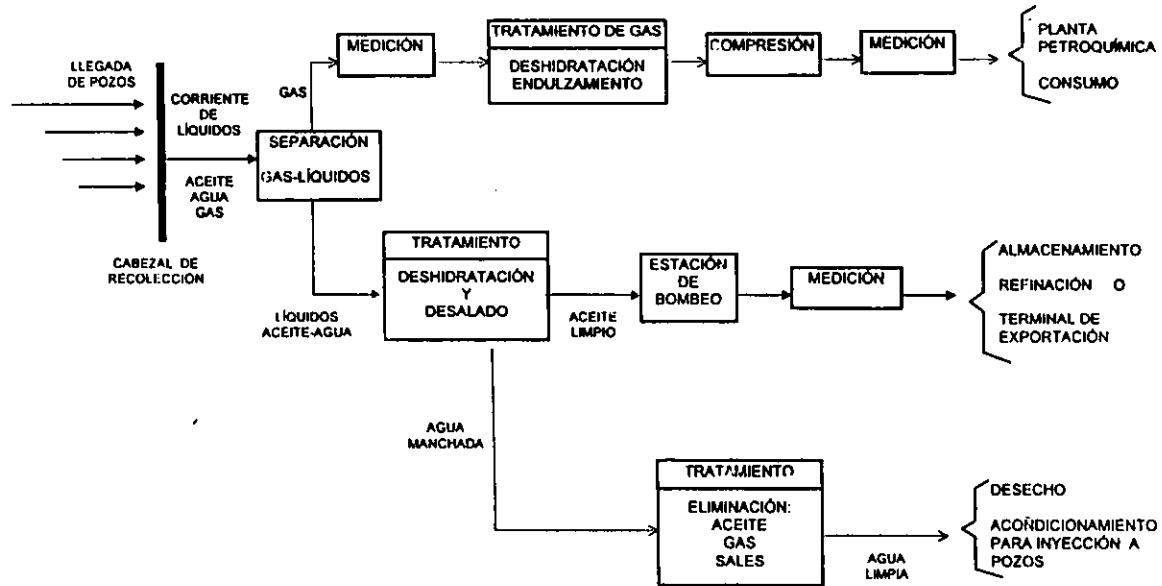 LLEGADA
DE POZOS
CORRIENTE
DE
LÍQUIDOS
ACEITE
AGUA
GAS
CABEZAL DE
RECOLECCIÓN
SEPARACIÓN
GAS-LÍQUIDOS
GAS
MEDICIÓN
TRATAMIENTO DE GAS
DESHIDRATACIÓN
ENDULZAMIENTO
COMPRESIÓN
MEDICIÓN
PLANTA
PETROQUÍMICA
CONSUMO
LÍQUIDOS
ACEITE-AGUA
TRATAMIENTO
DESHIDRATACIÓN
Y
DESALADO
ACEITE
LIMPIO
ESTACIÓN
DE
BOMBEO
MEDICIÓN
ALMACENAMIENTO
REFINACIÓN O
TERMINAL DE
EXPORTACIÓN
AGUA
MANCHADA
TRATAMIENTO
ELIMINACIÓN:
ACEITE
GAS
SALES
AGUA
LIMPIA
DESECHO
ACONDICIONAMIENTO
PARA INYECCIÓN A
POZOS